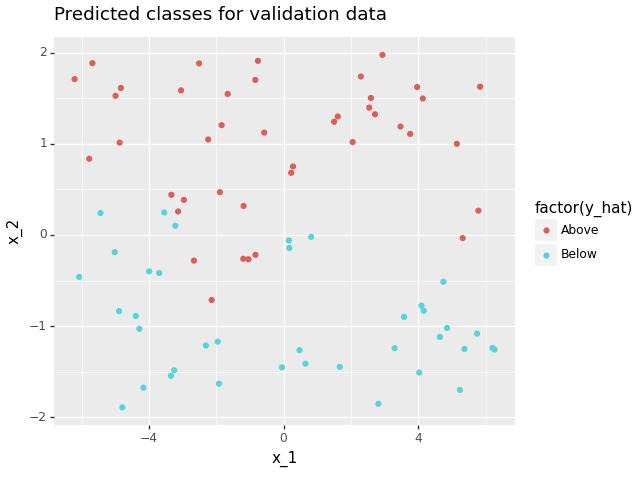 Predicted classes for validation data
2
1
0
−1
−2
x_2
−4
0
4
x_1
factor(y_hat)
Above
Below